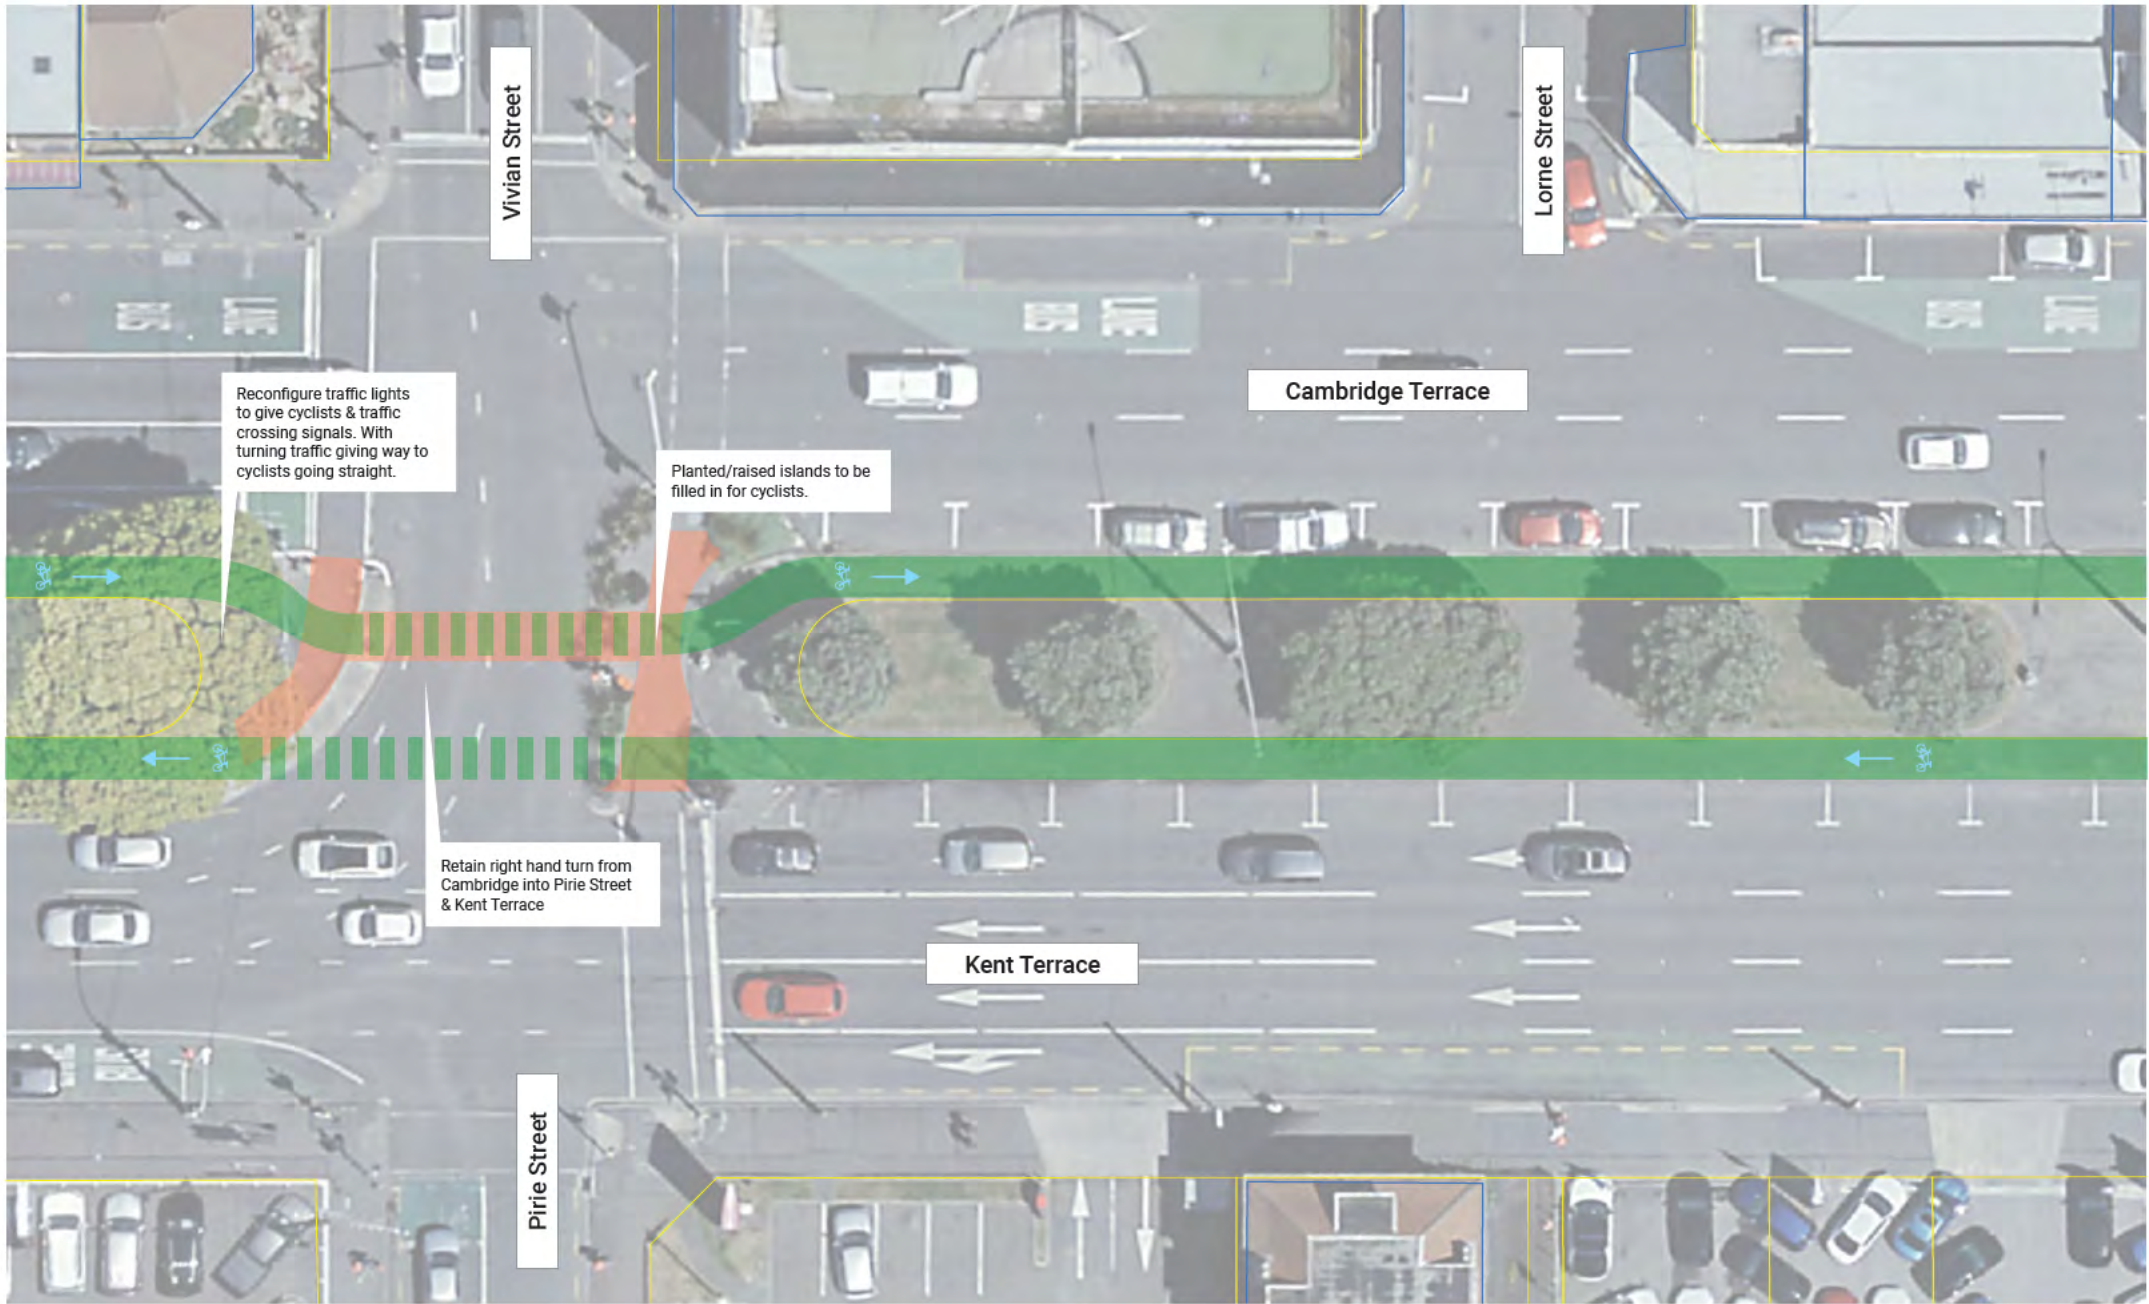 Vivian Street
Lorne Street
Reconfigure traffic lights
to give cyclists & traffic
crossing signals. With
turning traffic giving way to
cyclists going straight.
Cambridge Terrace
Planted/raised islands to be
filled in for cyclists.
Retain right hand turn from
Cambridge into Pirie Street
& Kent Terrace
Kent Terrace
Pirie Street